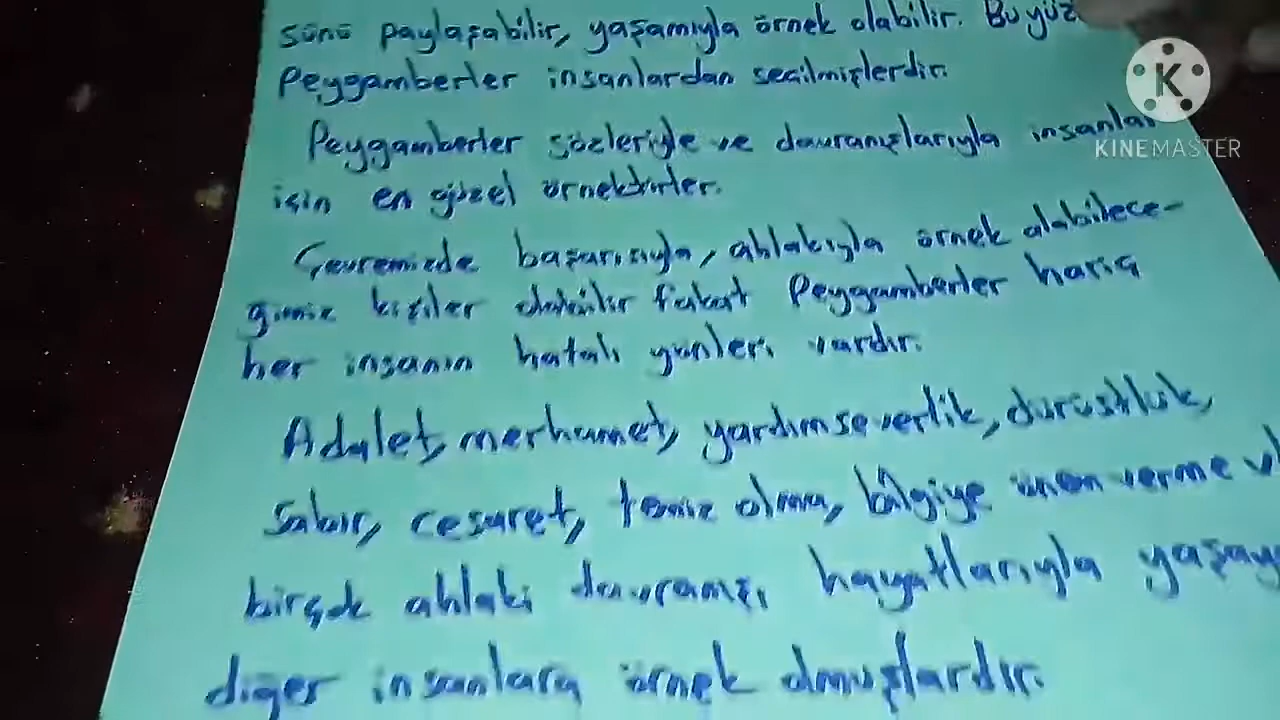 sünü paylaşabilir, yaşamıyla örnek olabilir. Bu yüz
Peygamberler insanlardan seçilmişlerdir.
Peygamberler sözleriyle ve davranışlarıyla insanlar
için en güzel örnektirler.
Çevremizde başarısıyla, ahlakıyla örnek alabilece-
ğimiz kişiler olabilir fakat Peygamberler hariç
her insanın hatalı yönleri vardır.
Adalet, merhamet, yardımseverlik, dürüstlük,
Sabır, cesaret, temiz olma, bilgiye önem verme v
birçok ahlaki davranışı hayatlarıyla yaşay
diğer insanlara örnek olmuşlardır.
K
KINEMASTER